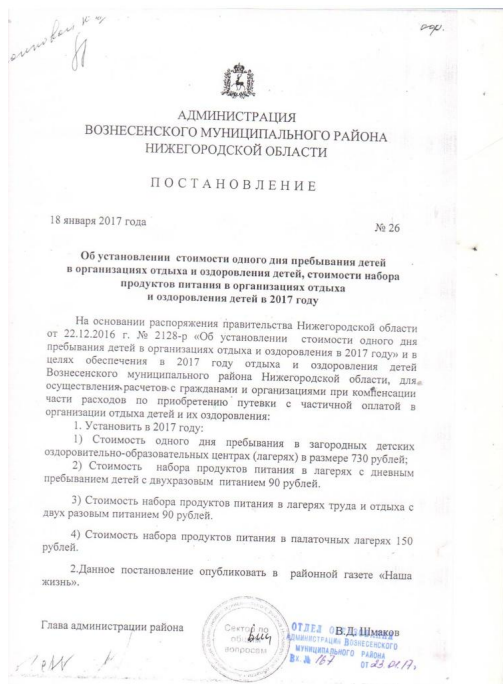 АДМИНИСТРАЦИЯ
ВОЗНЕСЕНСКОГО МУНИЦИПАЛЬНОГО РАЙОНА
НИЖЕГОРОДСКОЙ ОБЛАСТИ
ПОСТАНОВЛЕНИЕ
18 января 2017 года № 26
Об установлении стоимости одного дня пребывания детей
в организациях отдыха и оздоровления детей, стоимости набора
продуктов питания в организациях отдыха
и оздоровления детей в 2017 году
На основании распоряжения правительства Нижегородской области
от 22.12.2016 г. № 2128-р «Об установлении стоимости одного дня
пребывания детей в организациях отдыха и оздоровления в 2017 году» и в
целях обеспечения в 2017 году отдыха и оздоровления детей
Вознесенского муниципального района Нижегородской области, для
осуществления расчетов с гражданами и организациями при компенсации
части расходов по приобретению путевки с частичной оплатой в
организации отдыха детей и их оздоровления:
1. Установить в 2017 году:
1) Стоимость одного дня пребывания в загородных детских
оздоровительно-образовательных центрах (лагерях) в размере 730 рублей;
2) Стоимость набора продуктов питания в лагерях с дневным
пребыванием детей с двухразовым питанием 90 рублей.
3) Стоимость набора продуктов питания в лагерях труда и отдыха с
двух разовым питанием 90 рублей.
4) Стоимость набора продуктов питания в палаточных лагерях 150
рублей.
2.Данное постановление опубликовать в районной газете «Наша
жизнь».
Глава администрации района В.Д. Шмаков
Сектор по
общим
вопросам
ОТДЕЛ
АДМИНИСТРАЦИИ ВОЗНЕСЕНСКОГО
МУНИЦИПАЛЬНОГО РАЙОНА
Вх. № 167 от 23.01.17.